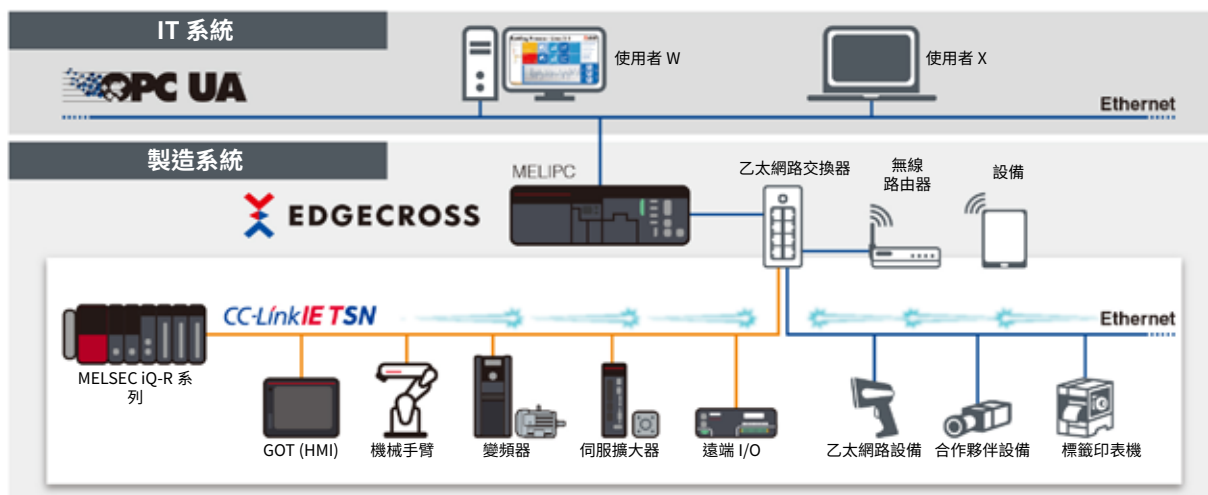 IT 系統
OPC UA
使用者 W
使用者 X
Ethernet
製造系統
MELIPC
乙太網路交換器
無線
路由器
設備
EDGECROSS
CC-Link IE TSN
Ethernet
MELSEC iQ-R 系
列
GOT (HMI)
機械手臂
變頻器
伺服擴大器
遠端 I/O
乙太網路設備
合作夥伴設備
標籤印表機